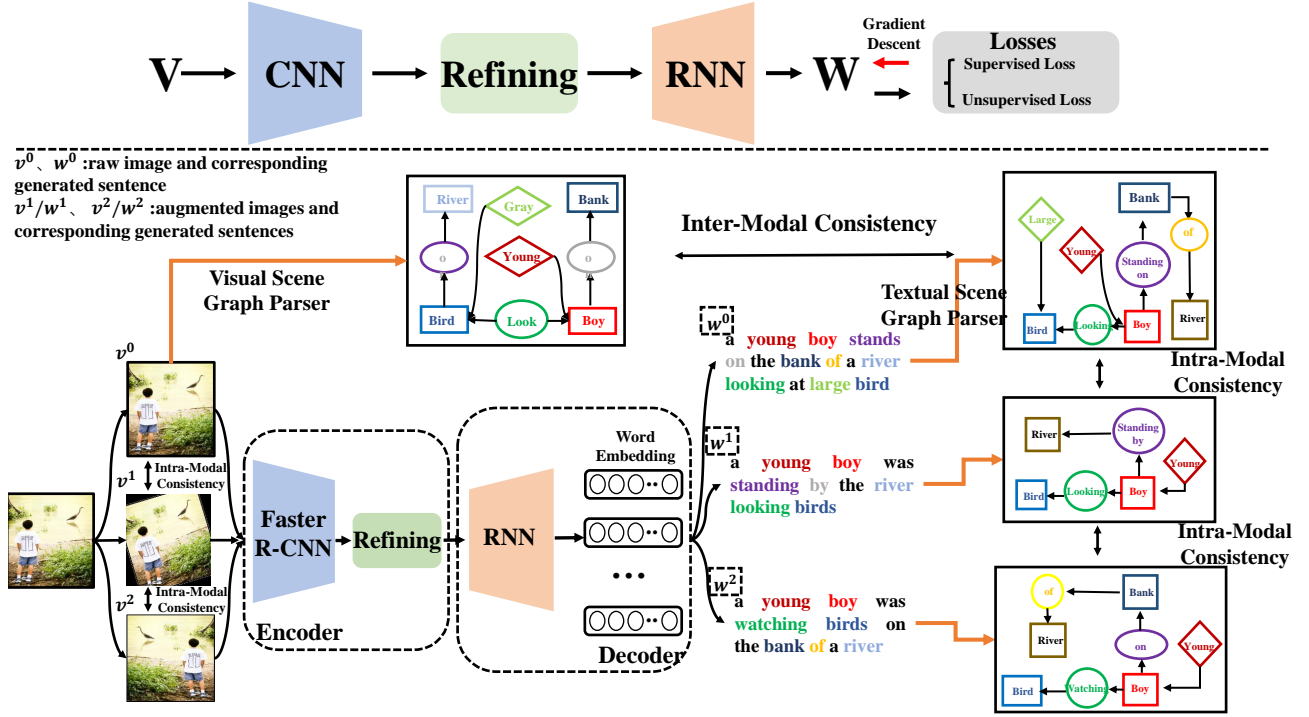 V
CNN
Refining
RNN
W
Gradient
Descent
Losses
Supervised Loss
Unsupervised Loss
v⁰、w⁰ :raw image and corresponding
generated sentence
v¹/w¹、 v²/w² :augmented images and
corresponding generated sentences
Visual Scene
Graph Parser
River
Gray
Bank
o
Young
o
Bird
Look
Boy
Inter-Modal Consistency
Textual Scene
Graph Parser
Large
Bank
of
Young
Standing
on
Bird
Looking
Boy
River
Intra-Modal
Consistency
River
Standing
by
Young
Bird
Looking
Boy
Intra-Modal
Consistency
of
Bank
River
on
Young
Bird
Watching
Boy
v⁰
Intra-Modal
Consistency
v¹
Intra-Modal
Consistency
v²
Faster
R-CNN
Refining
Encoder
RNN
Word
Embedding
Decoder
w⁰
a young boy stands
on the bank of a river
looking at large bird
w¹
a young boy was
standing by the river
looking birds
w²
a young boy was
watching birds on
the bank of a river